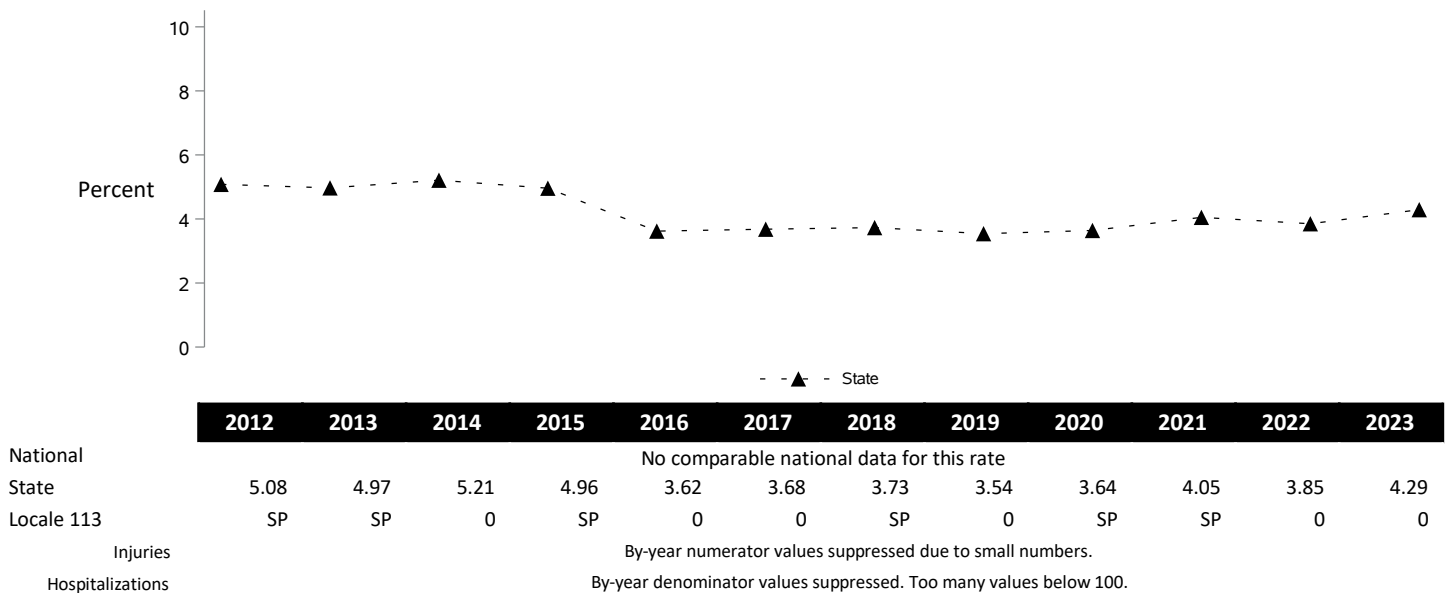 10
8
6
Percent
4
2
0
State
2012 2013 2014 2015 2016 2017 2018 2019 2020 2021 2022 2023
National No comparable national data for this rate
State 5.08 4.97 5.21 4.96 3.62 3.68 3.73 3.54 3.64 4.05 3.85 4.29
Locale 113 SP SP 0 SP 0 0 SP 0 SP SP 0 0
Injuries By-year numerator values suppressed due to small numbers.
Hospitalizations By-year denominator values suppressed. Too many values below 100.